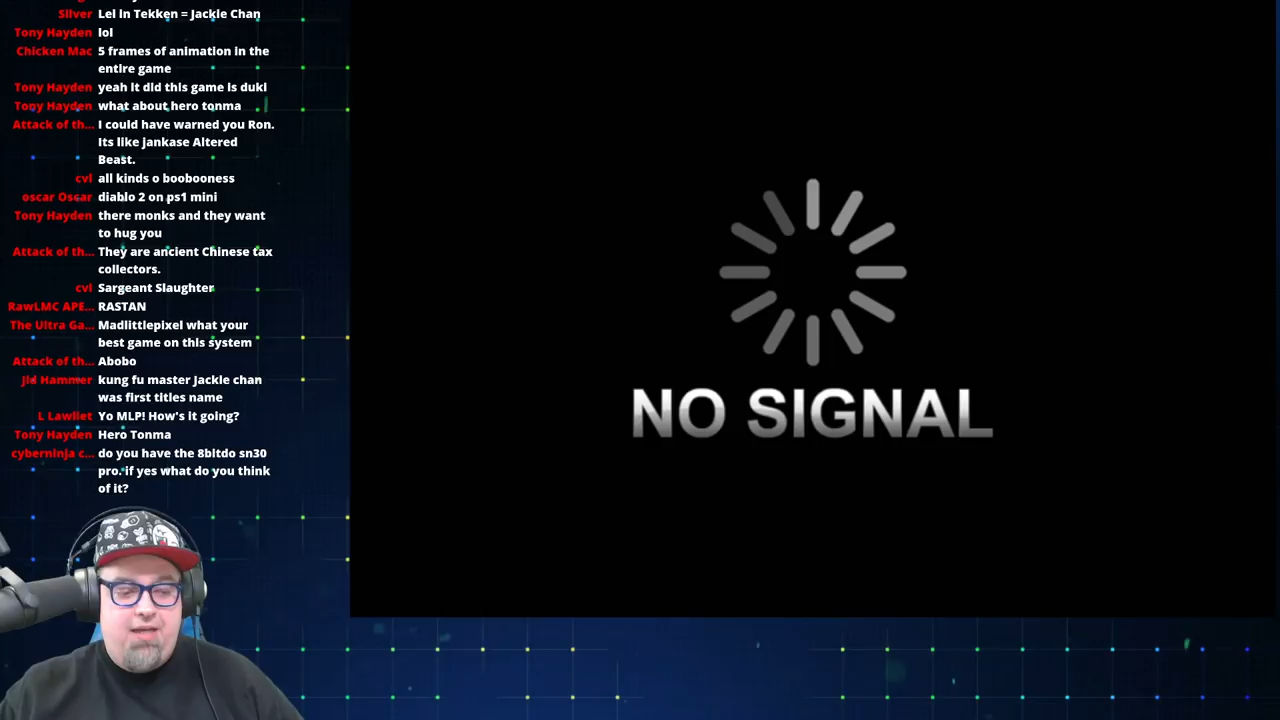 Silver Lei in Tekken = Jackie Chan
Tony Hayden lol
Chicken Mac 5 frames of animation in the
entire game
Tony Hayden yeah it did this game is duki
Tony Hayden what about hero tonma
Attack of th... I could have warned you Ron.
Its like Jankase Altered
Beast.
cvl all kinds oboobooness
oscar Oscar diablo 2 on ps1 mini
Tony Hayden there monks and they want
to hug you
Attack of th... They are ancient Chinese tax
collectors.
cvl Sargeant Slaughter
RawLMC APE... RASTAN
The Ultra Ga... Madlittlepixel what your
best game on this system
Attack of th... Abobo
Jld Hammer kung fu master Jackie chan
was first titles name
L Lawliet Yo MLP! How's it going?
Tony Hayden Hero Tonma
cyberninja c... do you have the 8bitdo sn30
pro. if yes what do you think
of it?
NO SIGNAL